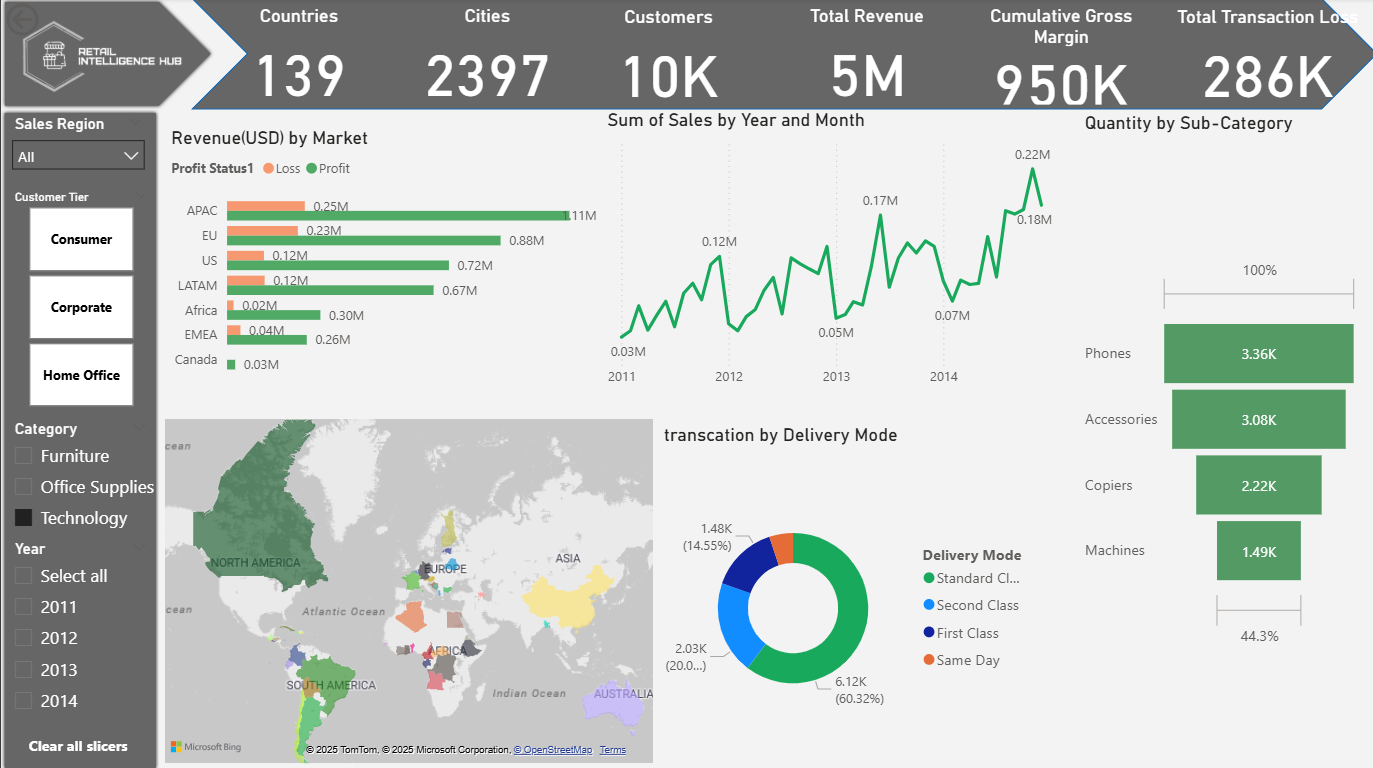 RETAIL
INTELLIGENCE HUB
Countries
139
Cities
2397
Customers
10K
Total Revenue
5M
Cumulative Gross
Margin
950K
Total Transaction Loss
286K
Sales Region
All
Customer Tier
Consumer
Corporate
Home Office
Category
Furniture
Office Supplies
Technology
Year
Select all
2011
2012
2013
2014
Clear all slicers
Revenue(USD) by Market
Profit Status1 Loss Profit
APAC 0.25M 1.11M
EU 0.23M 0.88M
US 0.12M 0.72M
LATAM 0.12M 0.67M
Africa 0.02M 0.30M
EMEA 0.04M 0.26M
Canada 0.03M
Sum of Sales by Year and Month
0.22M
0.17M
0.18M
0.12M
0.05M
0.07M
0.03M
2011 2012 2013 2014
Quantity by Sub-Category
100%
Phones 3.36K
Accessories 3.08K
Copiers 2.22K
Machines 1.49K
44.3%
cean
NORTH AMERICA
EUROPE
ASIA
cean
Atlantic Ocean
AFRICA
SOUTH AMERICA
Indian Ocean
AUSTRALIA
Microsoft Bing
© 2025 TomTom, © 2025 Microsoft Corporation, © OpenStreetMap Terms
transcation by Delivery Mode
1.48K
(14.55%)
2.03K
(20.0...)
6.12K
(60.32%)
Delivery Mode
Standard Cl...
Second Class
First Class
Same Day